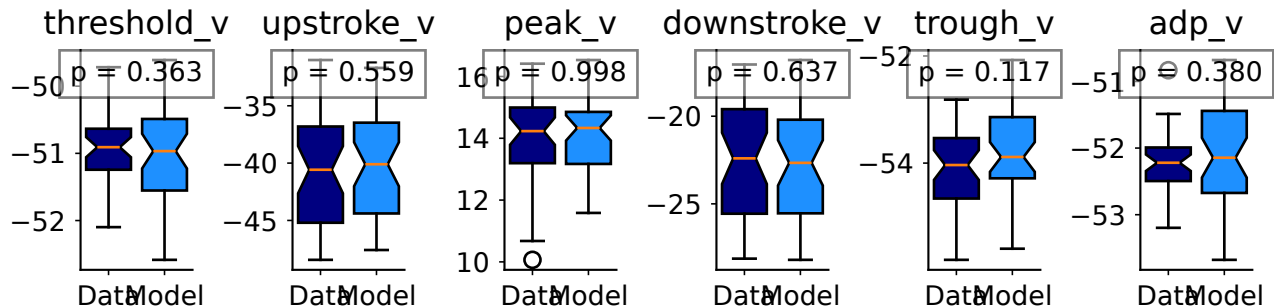 threshold_v
p = 0.363
−50
−51
−52
Data
Model
upstroke_v
p = 0.559
−35
−40
−45
Data
Model
peak_v
p = 0.998
16
14
12
10
Data
Model
downstroke_v
p = 0.637
−20
−25
Data
Model
trough_v
p = 0.117
−52
−54
Data
Model
adp_v
p = 0.380
−51
−52
−53
Data
Model